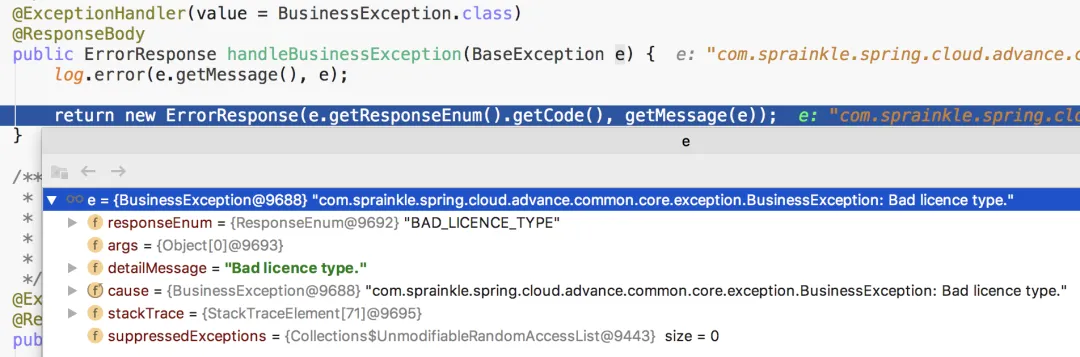 @ExceptionHandler(value = BusinessException.class)
@ResponseBody
public ErrorResponse handleBusinessException(BaseException e) {  e: "com.sprainkle.spring.cloud.advance.c
log.error(e.getMessage(), e);
return new ErrorResponse(e.getResponseEnum().getCode(), getMessage(e));  e: "com.sprainkle.spring.clo
}
e
/**
e = {BusinessException@9688} "com.sprainkle.spring.cloud.advance.common.core.exception.BusinessException: Bad licence type."
* responseEnum = {ResponseEnum@9692} "BAD_LICENCE_TYPE"
* args = {Object[0]@9693}
* detailMessage = "Bad licence type."
*/ cause = {BusinessException@9688} "com.sprainkle.spring.cloud.advance.common.core.exception.BusinessException: Bad licence type."
@Ex stackTrace = {StackTraceElement[71]@9695}
@Re suppressedExceptions = {Collections$UnmodifiableRandomAccessList@9443} size = 0
pub